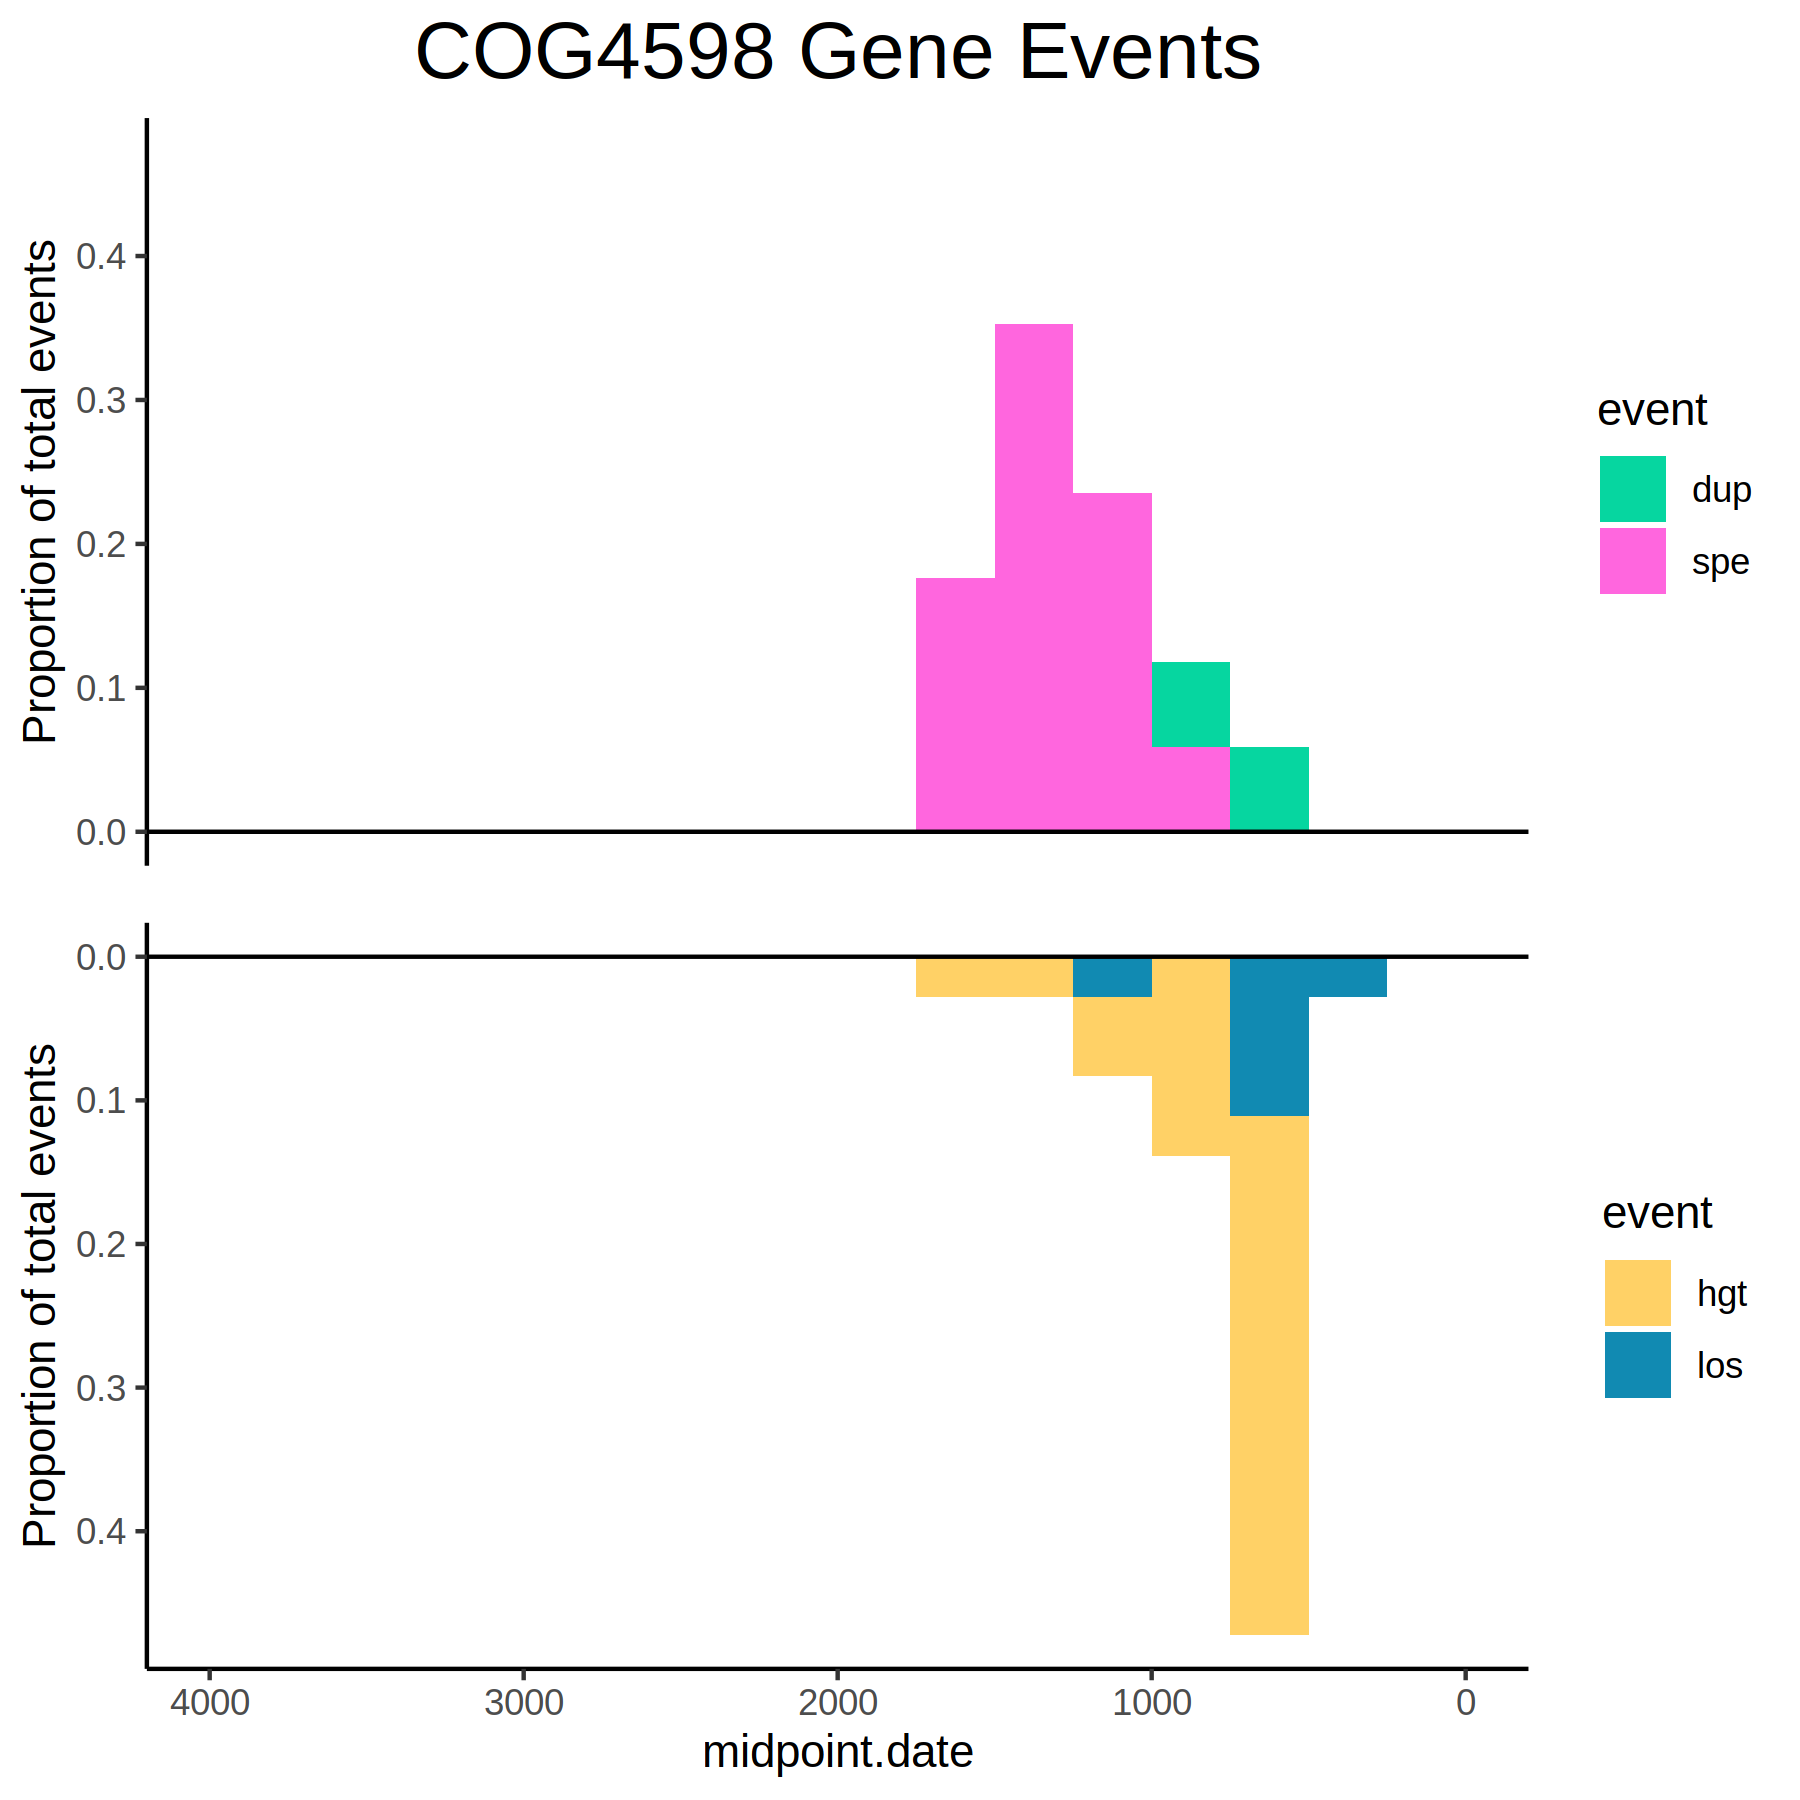 COG4598 Gene Events
Proportion of total events
0.4
0.3
0.2
0.1
0.0
event
dup
spe
Proportion of total events
0.0
0.1
0.2
0.3
0.4
event
hgt
los
4000 3000 2000 1000 0
midpoint.date